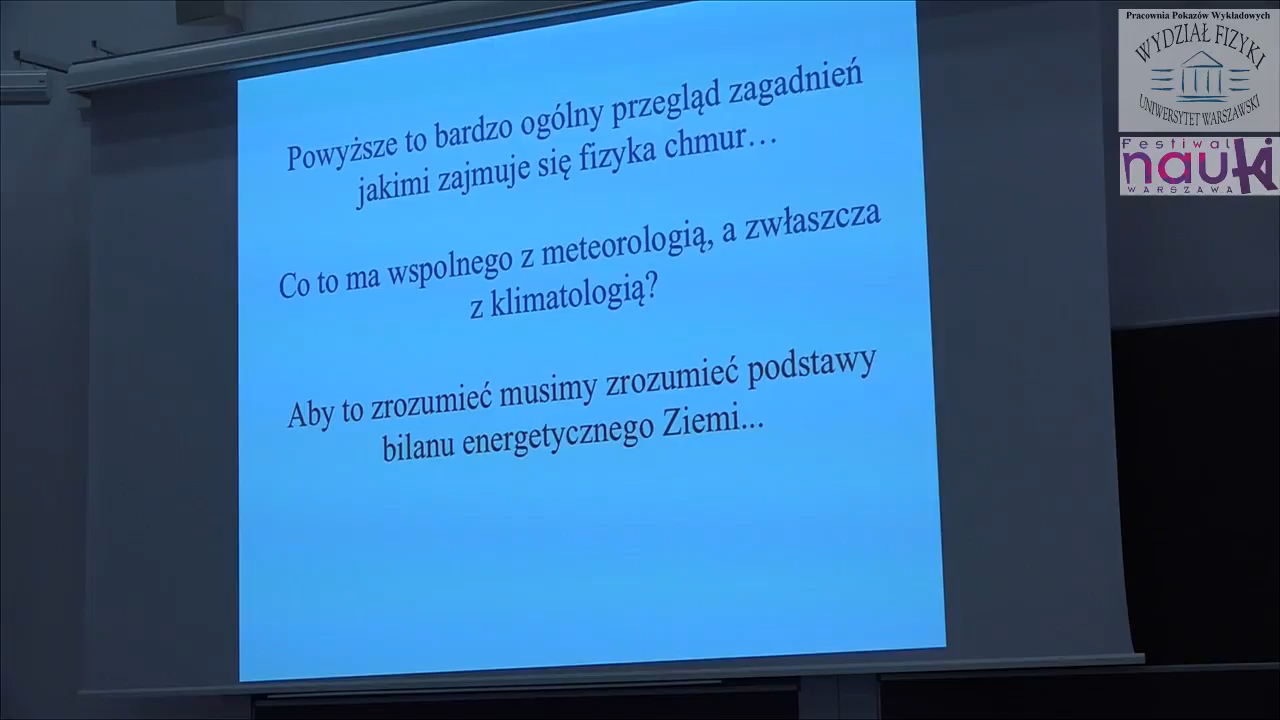 Powyższe to bardzo ogólny przegląd zagadnień
jakimi zajmuje się fizyka chmur…
Co to ma wspolnego z meteorologią, a zwłaszcza
z klimatologią?
Aby to zrozumieć musimy zrozumieć podstawy
bilanu energetycznego Ziemi...
Pracownia Pokazów Wykładowych
WYDZIAŁ FIZYKI
UNIWERSYTET WARSZAWSKI
Festiwal
nauki
WARSZAWA